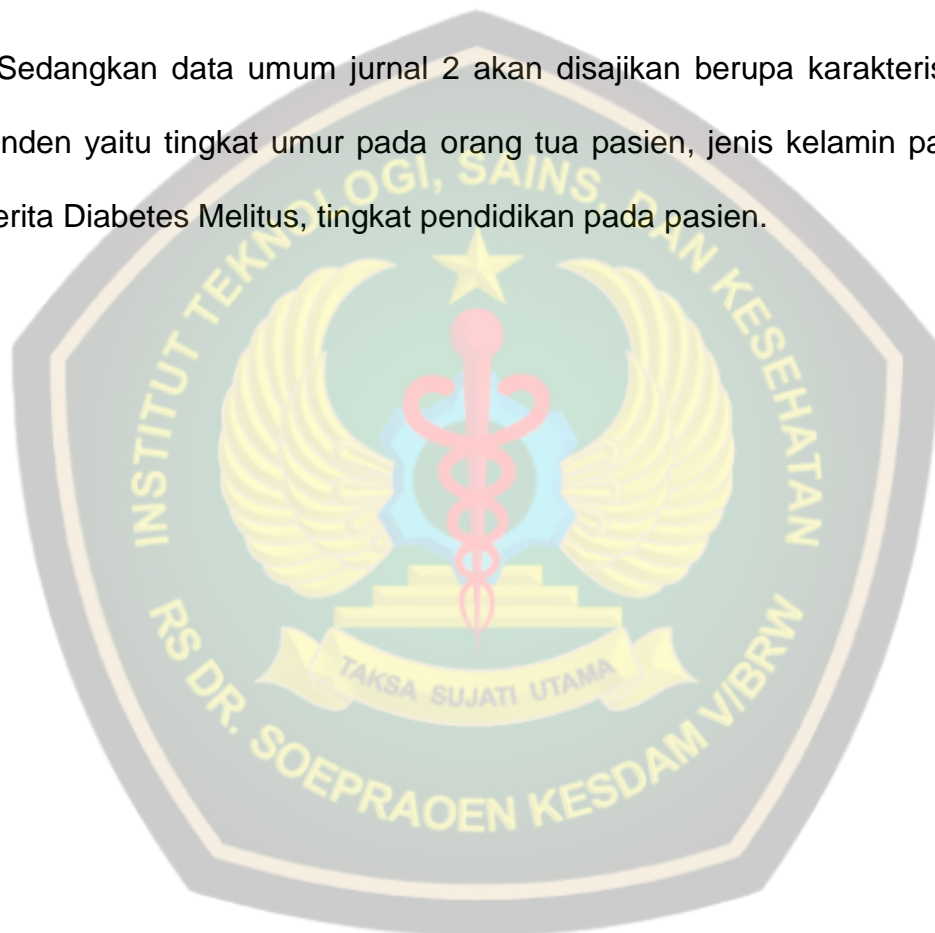 Sedangkan data umum jurnal 2 akan disajikan berupa karakteris
nden yaitu tingkat umur pada orang tua pasien, jenis kelamin pa
erita Diabetes Melitus, tingkat pendidikan pada pasien.
INSTITUT TEKNOLOGI, SAINS, DAN KESEHATAN
TAKSA SUJATI UTAMA
RS DR. SOEPRAOEN KESDAM V/BRW